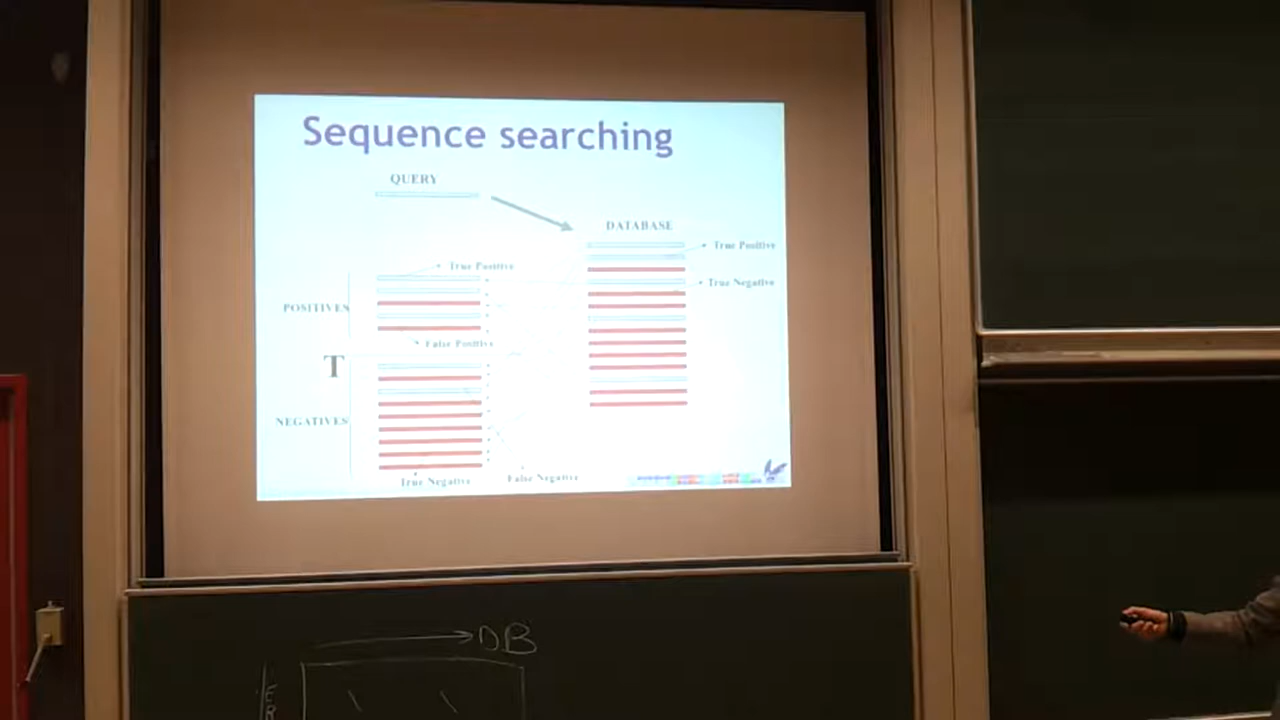 Sequence searching
QUERY
DATABASE
True Positive
True Positive
True Negative
POSITIVES
False Positive
T
NEGATIVES
True Negative
False Negative
DB